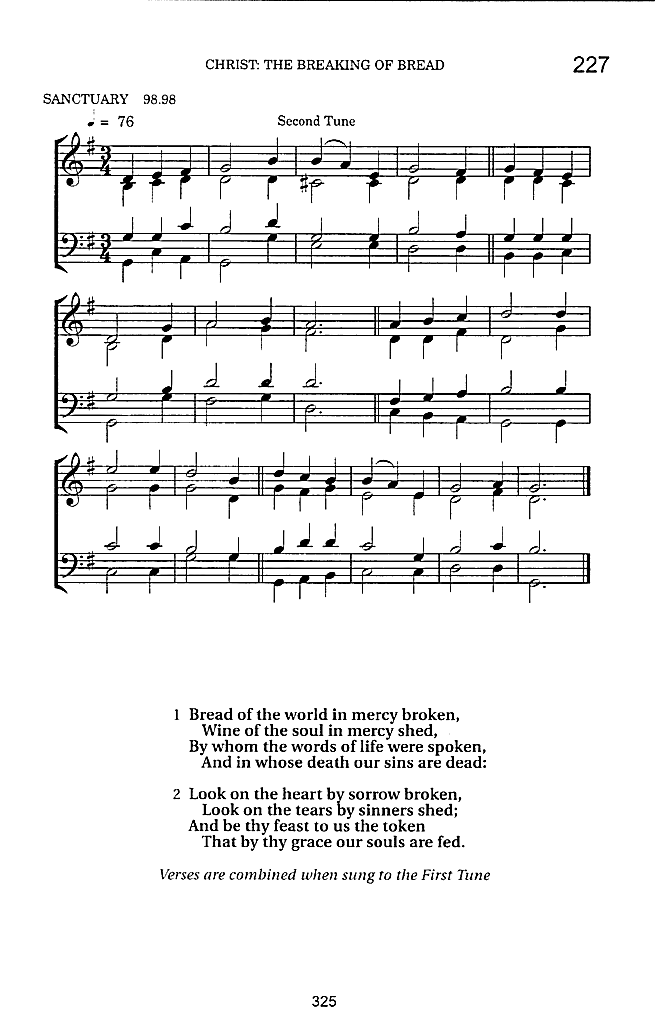 CHRIST: THE BREAKING OF BREAD 227
SANCTUARY 98.98
♩ = 76 Second Tune
1 Bread of the world in mercy broken,
Wine of the soul in mercy shed,
By whom the words of life were spoken,
And in whose death our sins are dead:
2 Look on the heart by sorrow broken,
Look on the tears by sinners shed;
And be thy feast to us the token
That by thy grace our souls are fed.
Verses are combined when sung to the First Tune
325